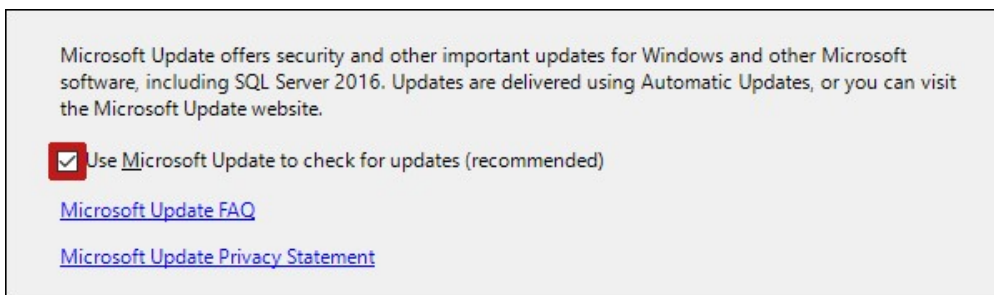 Microsoft Update offers security and other important updates for Windows and other Microsoft
software, including SQL Server 2016. Updates are delivered using Automatic Updates, or you can visit
the Microsoft Update website.
Use Microsoft Update to check for updates (recommended)
Microsoft Update FAQ
Microsoft Update Privacy Statement